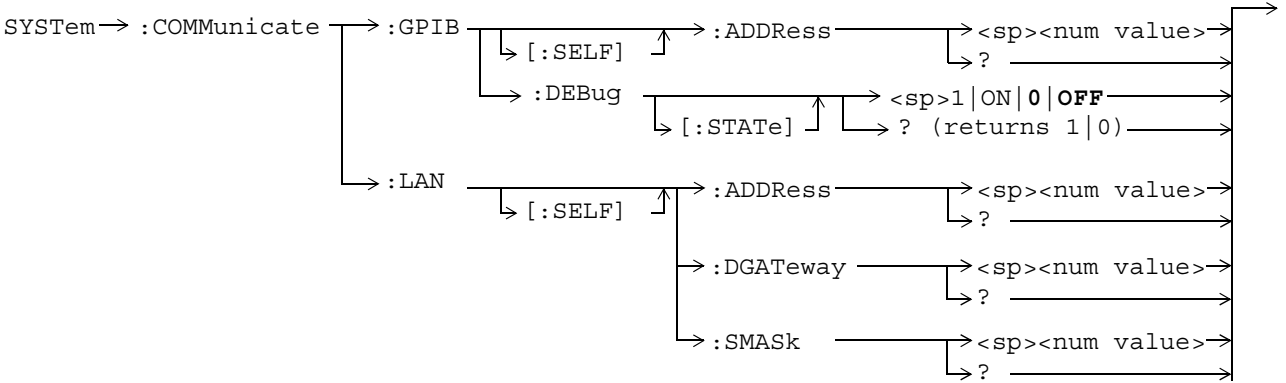 SYSTem :COMMunicate :GPIB :ADDRess <sp><num value>
[:SELF] ?
:DEBug <sp>1|ON|0|OFF
[:STATe] ? (returns 1|0)
:LAN :ADDRess <sp><num value>
[:SELF] ?
:DGATeway <sp><num value>
?
:SMASk <sp><num value>
?